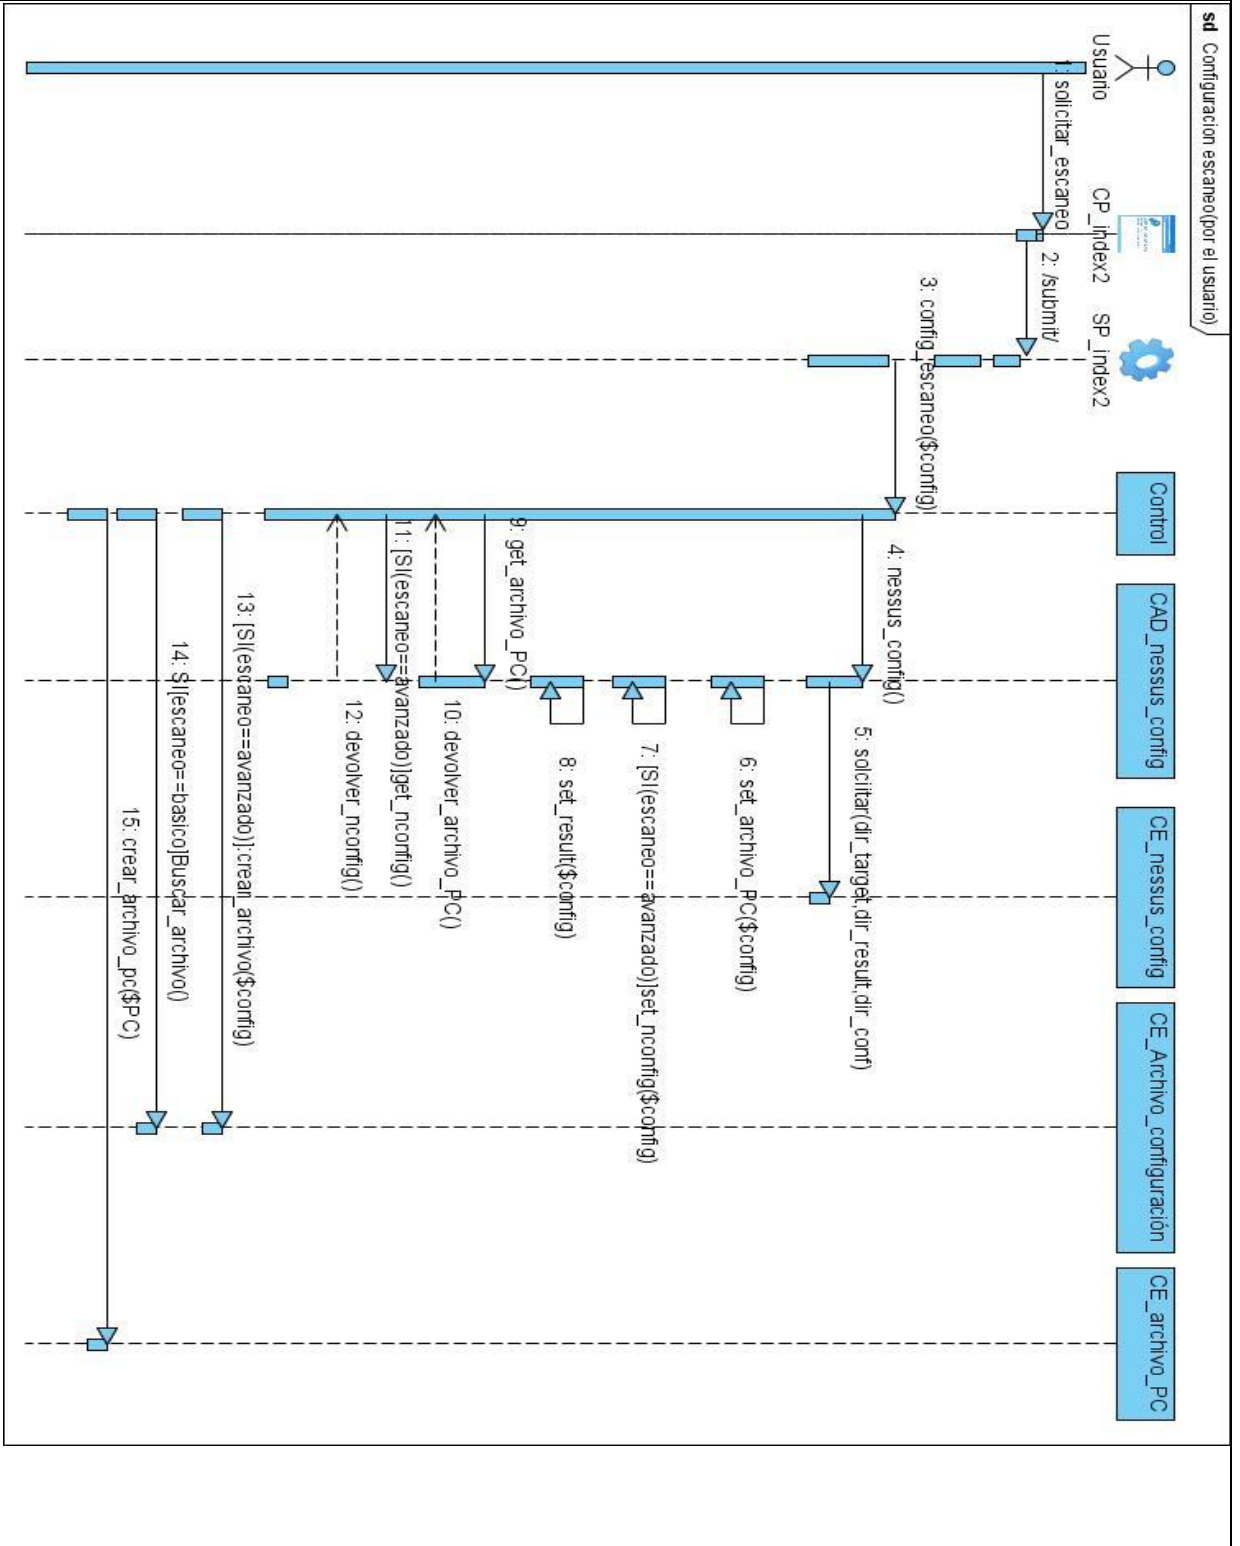 sd Configuracion escaneo(por el usuario)
Usuario
CP_index2
SP_index2
Control
CAD_nessus_config
CE_nessus_config
CE_Archivo_configuración
CE_archivo_PC
1: solicitar_escaneo
2: /submit/
3: config_escaneo($config)
4: nessus_config()
5: solciitar(dir_target,dir_result,dir_conf)
6: set_archivo_PC($config)
7: [SI(escaneo==avanzado)]set_nconfig($config)
8: set_result($config)
9: get_archivo_PC()
10: devolver_archivo_PC()
11: [SI(escaneo==avanzado)]get_nconfig()
12: devolver_nconfig()
13: [SI(escaneo==avanzado)]:crear_archivo($config)
14: SI[escaneo==basico]Buscar_archivo()
15: crear_archivo_pc($PC)